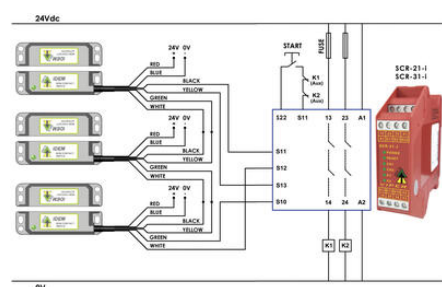 24Vdc
START
FUSE
24V 0V
RED
BLUE
BLACK
YELLOW
GREEN
WHITE
K1
(Aux)
K2
(Aux)
SCR-21-i
SCR-31-i
24V 0V
RED
BLUE
BLACK
YELLOW
GREEN
WHITE
S22 S11 13 23 A1
S11
S12
S13
S10
24V 0V
RED
BLUE
BLACK
YELLOW
GREEN
WHITE
14 24 A2
K1 K2
0V